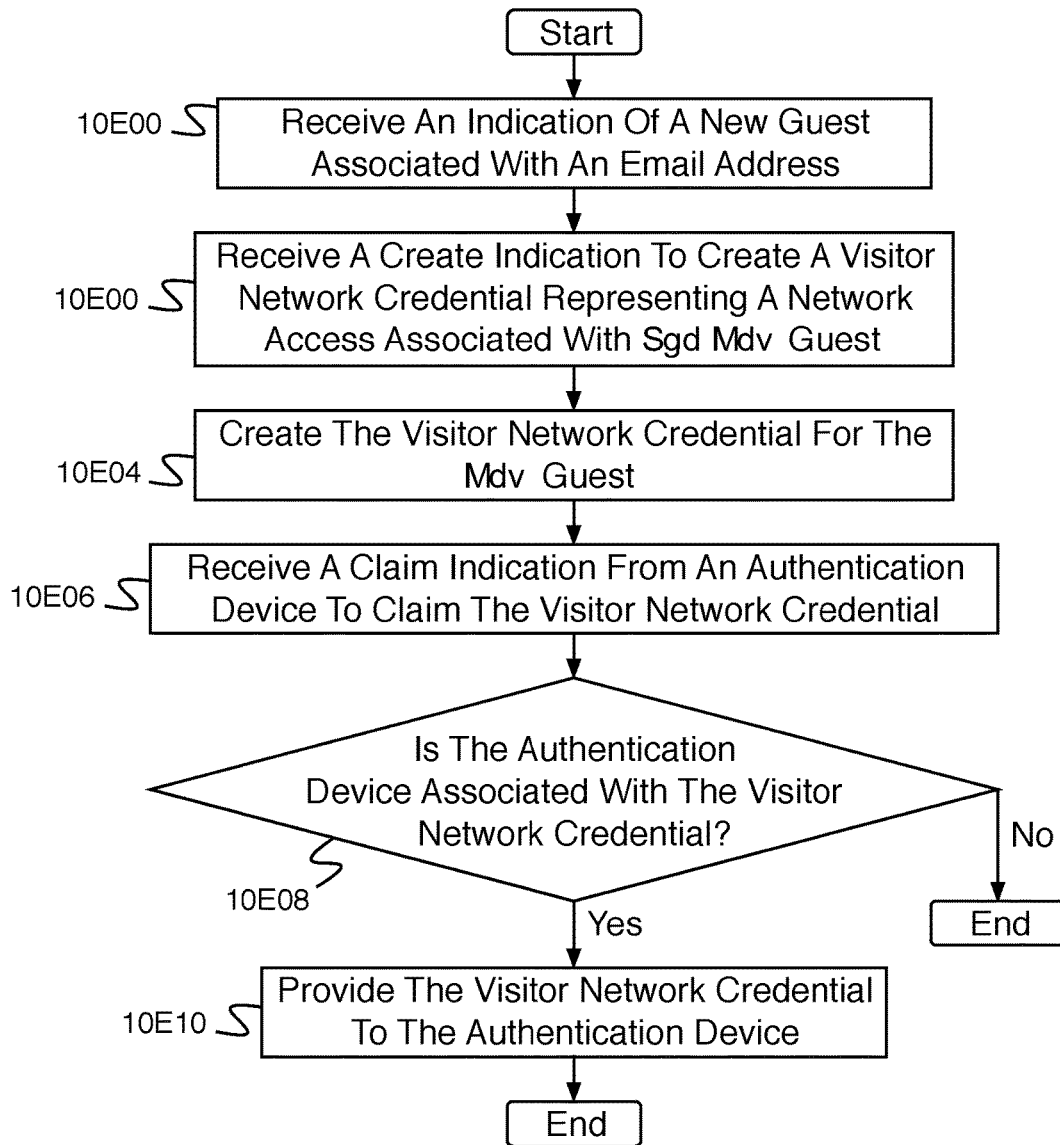 Start
10E00
Receive An Indication Of A New Guest
Associated With An Email Address
10E00
Receive A Create Indication To Create A Visitor
Network Credential Representing A Network
Access Associated With Sgd Mdv Guest
10E04
Create The Visitor Network Credential For The
Mdv Guest
10E06
Receive A Claim Indication From An Authentication
Device To Claim The Visitor Network Credential
Is The Authentication
Device Associated With The Visitor
Network Credential?
10E08
No
End
Yes
10E10
Provide The Visitor Network Credential
To The Authentication Device
End